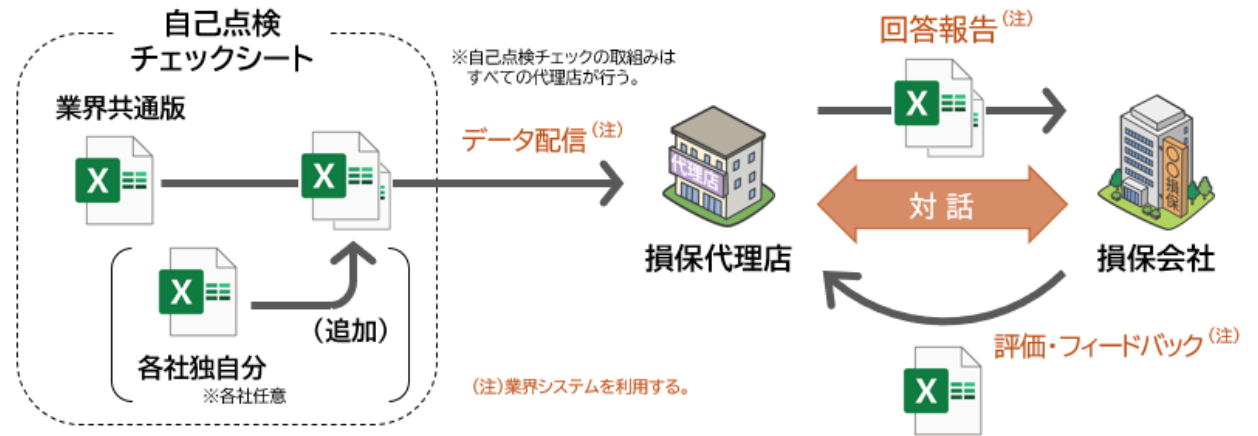 自己点検
チェックシート
業界共通版
X
X
X
(追加)
各社独自分
※各社任意
※自己点検チェックの取組みは
すべての代理店が行う。
データ配信(注)
(注)業界システムを利用する。
代理店
損保代理店
回答報告(注)
X
対話
〇〇損保
損保会社
評価・フィードバック(注)
X